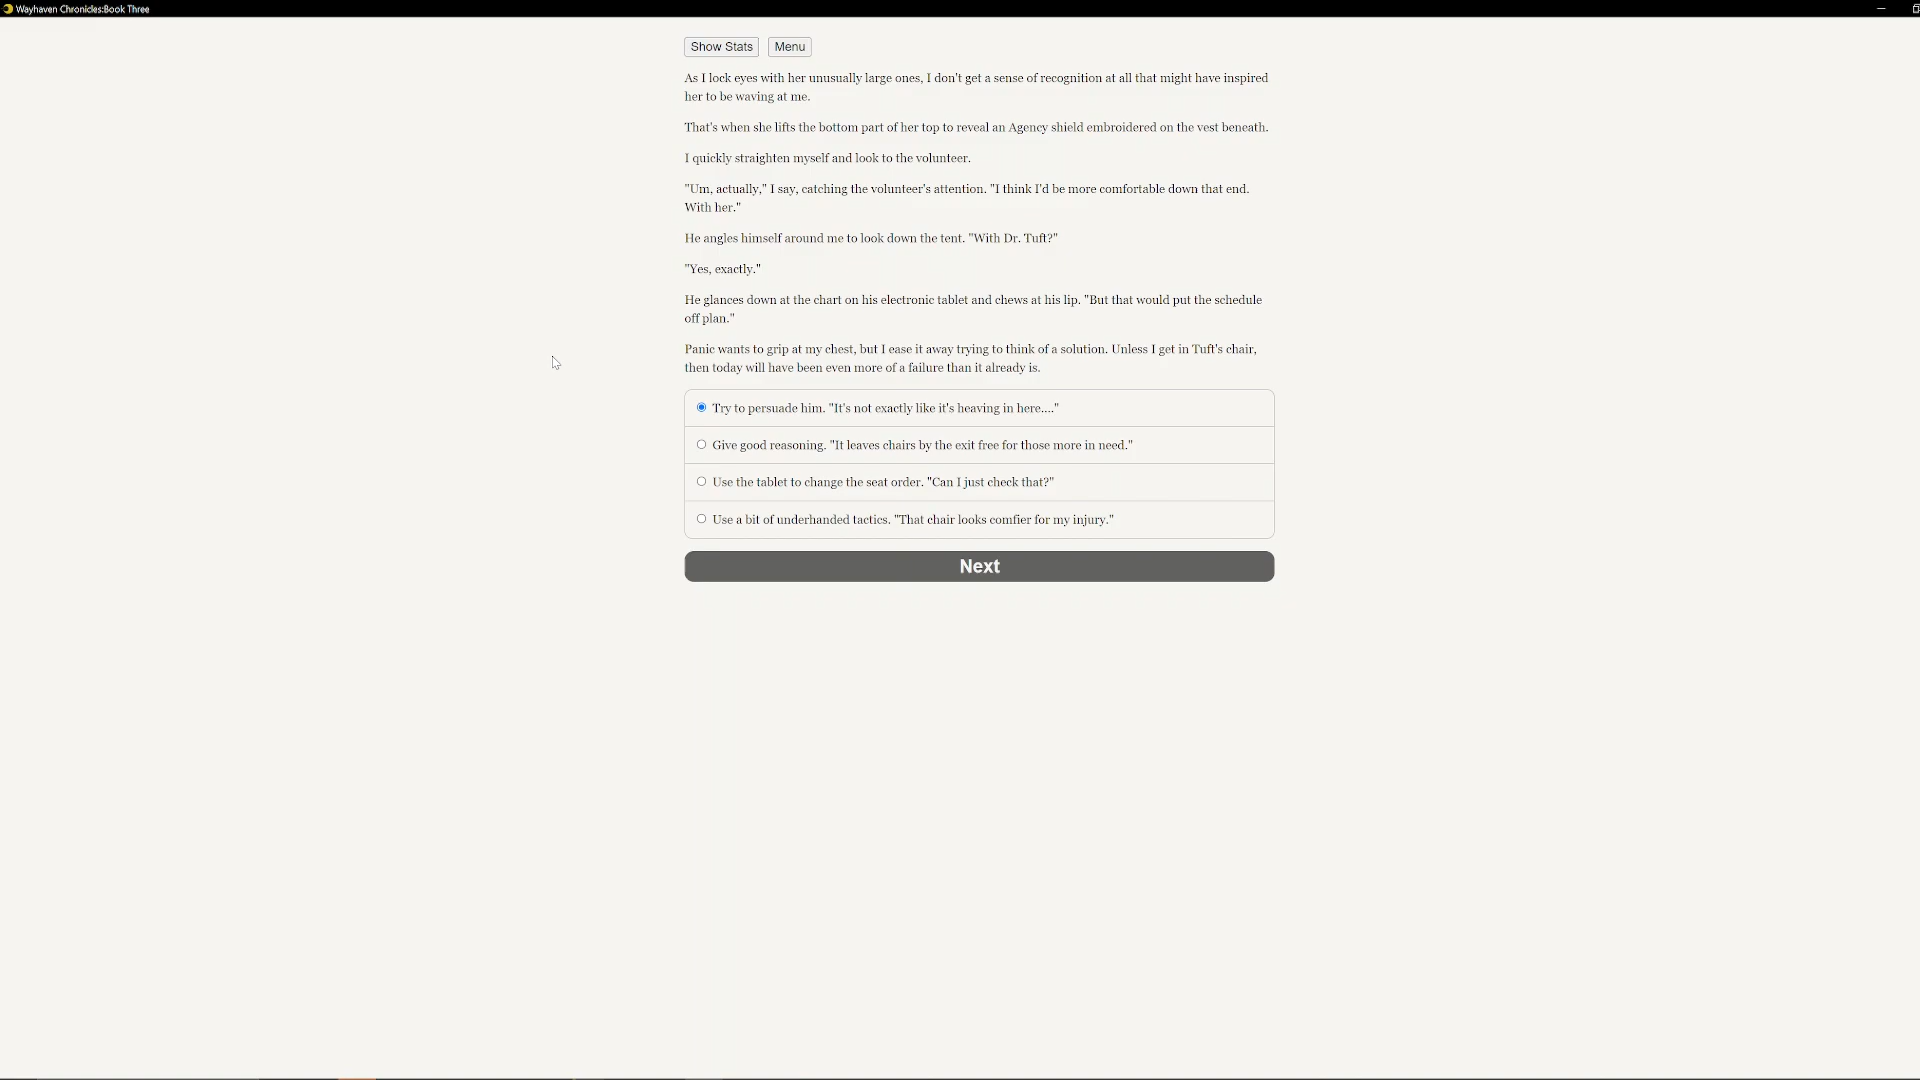 Wayhaven Chronicles:Book Three
Show Stats
Menu
As I lock eyes with her unusually large ones, I don't get a sense of recognition at all that might have inspired
her to be waving at me.
That's when she lifts the bottom part of her top to reveal an Agency shield embroidered on the vest beneath.
I quickly straighten myself and look to the volunteer.
"Um, actually," I say, catching the volunteer's attention. "I think I'd be more comfortable down that end.
With her."
He angles himself around me to look down the tent. "With Dr. Tuft?"
"Yes, exactly."
He glances down at the chart on his electronic tablet and chews at his lip. "But that would put the schedule
off plan."
Panic wants to grip at my chest, but I ease it away trying to think of a solution. Unless I get in Tuft's chair,
then today will have been even more of a failure than it already is.
Try to persuade him. "It's not exactly like it's heaving in here...."
Give good reasoning. "It leaves chairs by the exit free for those more in need."
Use the tablet to change the seat order. "Can I just check that?"
Use a bit of underhanded tactics. "That chair looks comfier for my injury."
Next